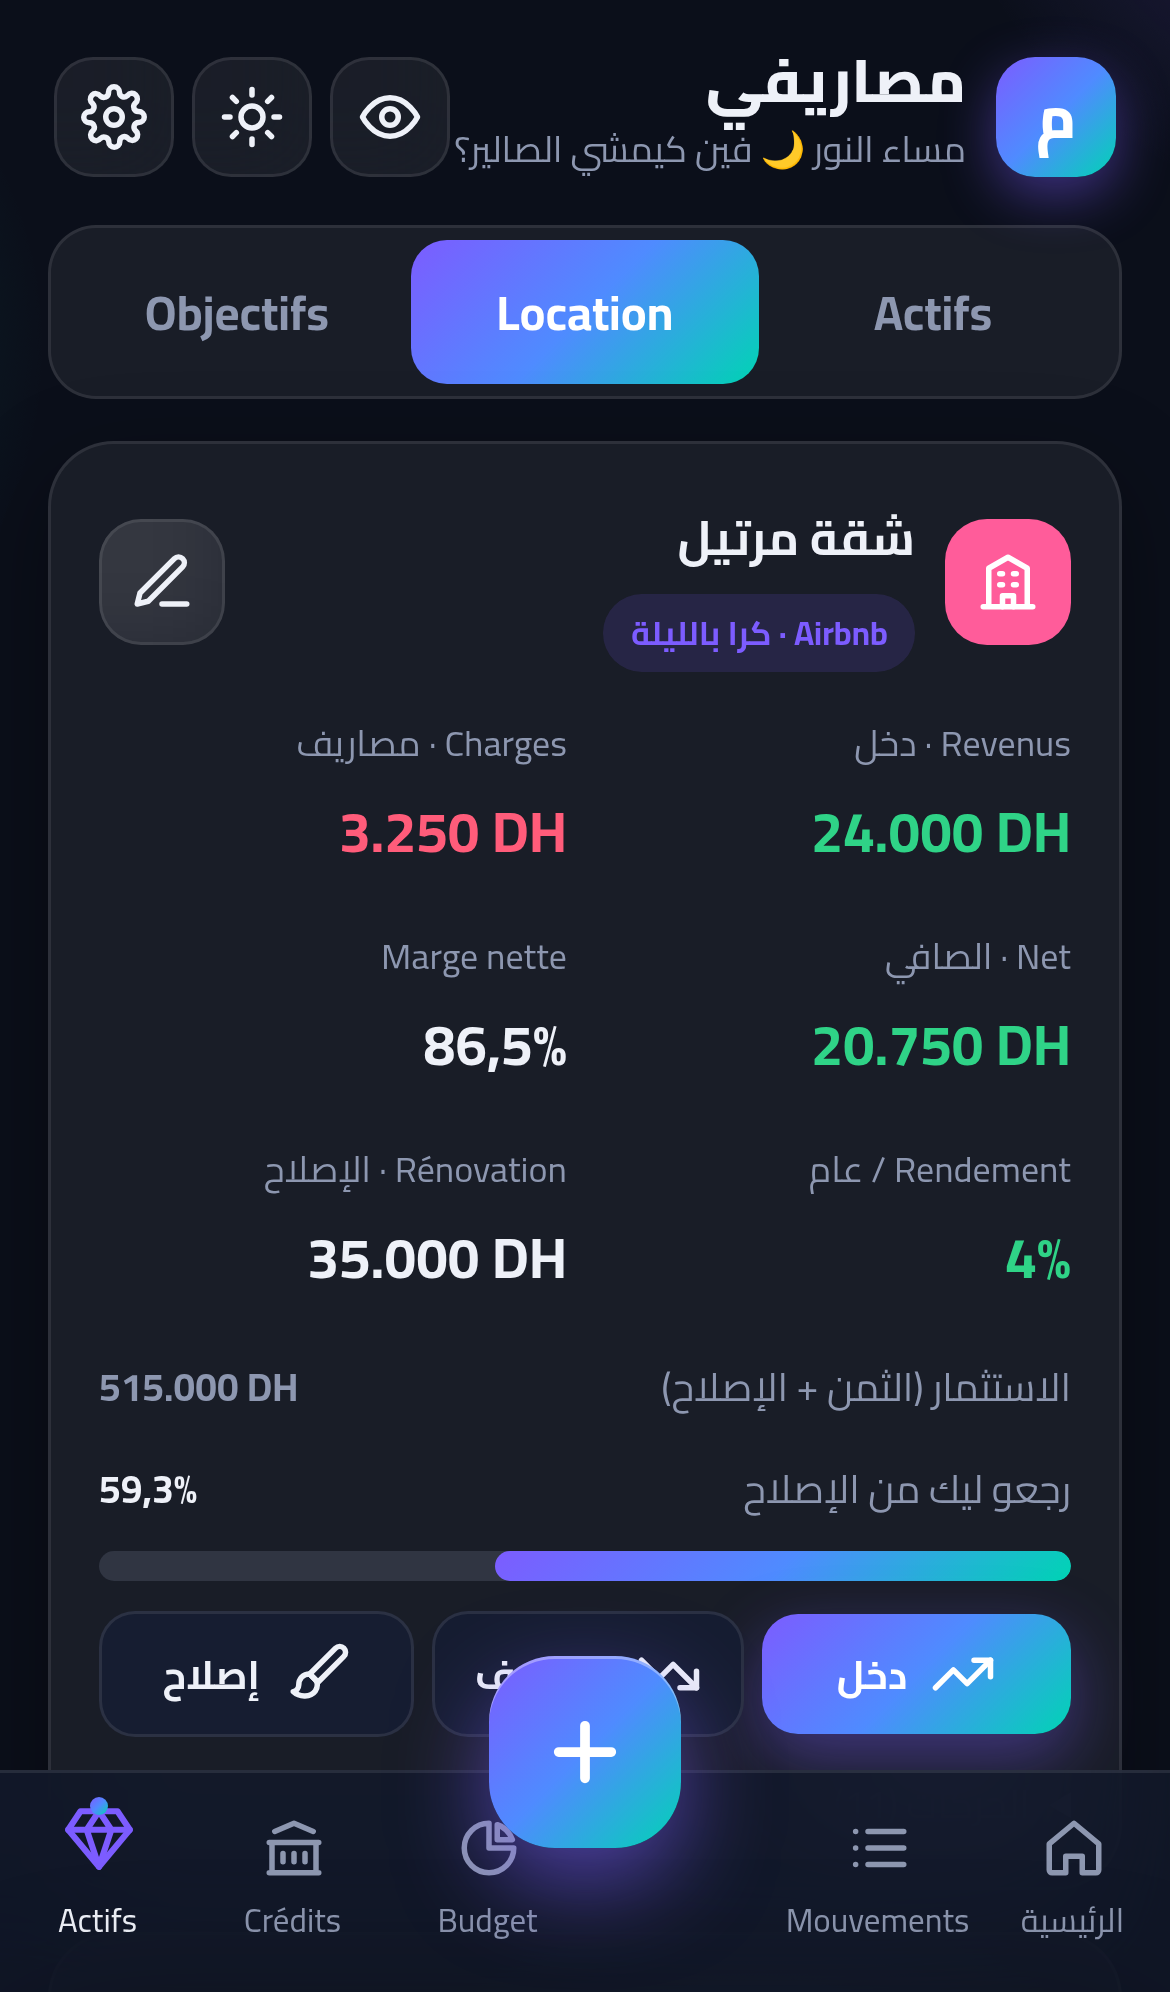 م
مصاريفي
مساء النور 🌙 فين كيمشي الصالير؟
Actifs
Location
Objectifs
شقة مرتيل
Airbnb · كرا بالليلة
Revenus · دخل
Charges · مصاريف
24.000 DH
3.250 DH
Net · الصافي
Marge nette
20.750 DH
86,5%
Rendement / عام
Rénovation · الإصلاح
4%
35.000 DH
الاستثمار (الثمن + الإصلاح)
515.000 DH
رجعو ليك من الإصلاح
59,3%
دخل
إصلاح
الرئيسية
Mouvements
Budget
Crédits
Actifs